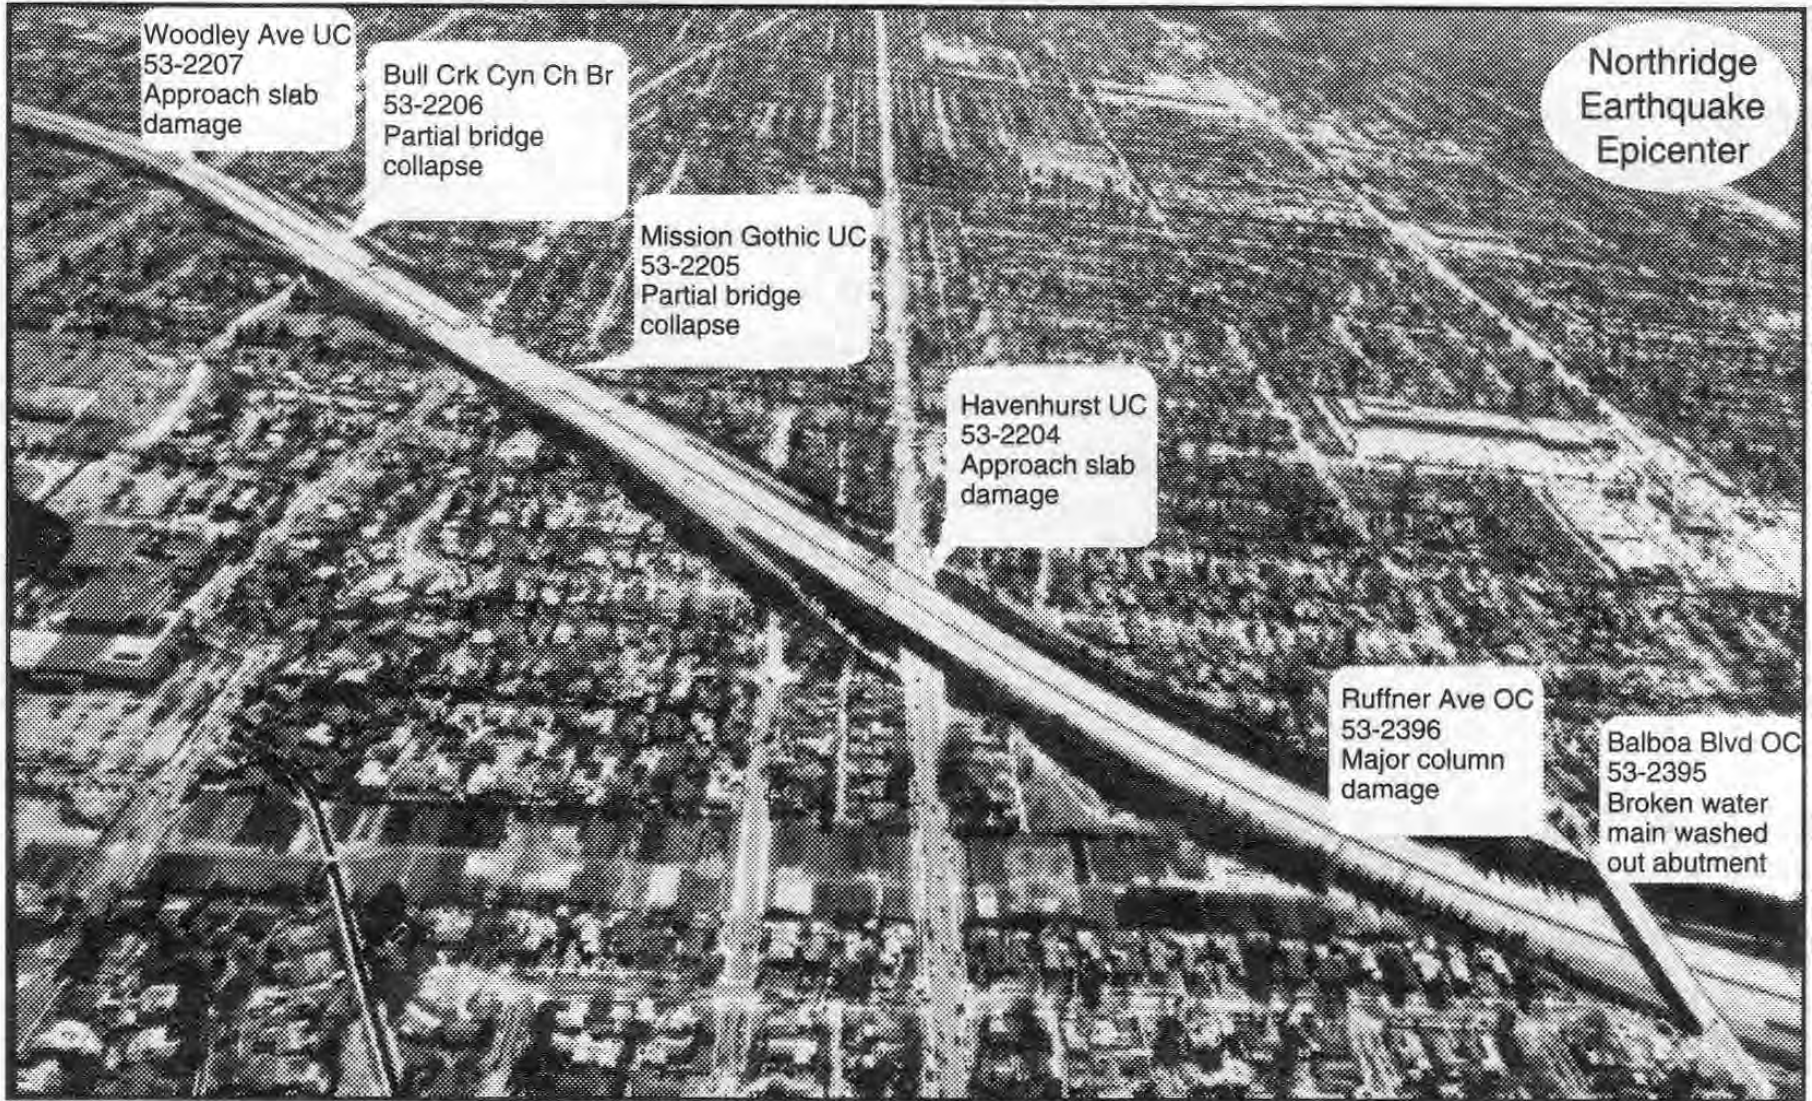 Woodley Ave UC
53-2207
Approach slab
damage
Bull Crk Cyn Ch Br
53-2206
Partial bridge
collapse
Northridge
Earthquake
Epicenter
Mission Gothic UC
53-2205
Partial bridge
collapse
Havenhurst UC
53-2204
Approach slab
damage
Ruffner Ave OC
53-2396
Major column
damage
Balboa Blvd OC
53-2395
Broken water
main washed
out abutment